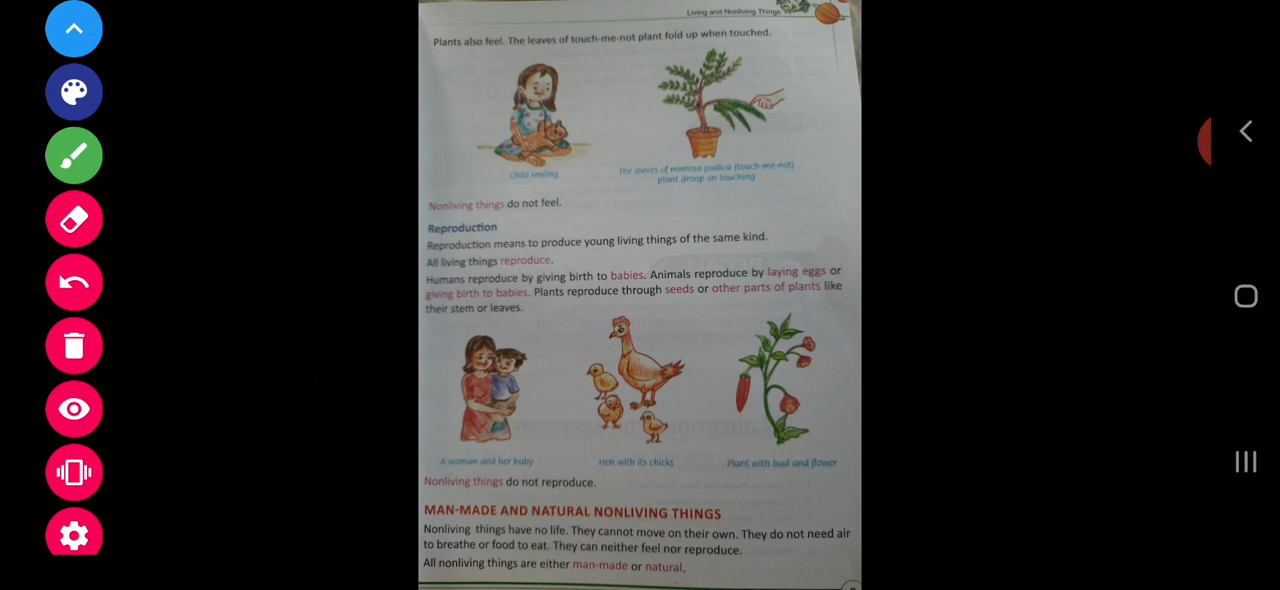 Living and Nonliving Things
Plants also feel. The leaves of touch-me-not plant fold up when touched.
Child smiling
The leaves of mimosa pudica (touch-me-not)
plant droop on touching
Nonliving things do not feel.
Reproduction
Reproduction means to produce young living things of the same kind.
All living things reproduce.
Humans reproduce by giving birth to babies. Animals reproduce by laying eggs or
giving birth to babies. Plants reproduce through seeds or other parts of plants like
their stem or leaves.
A woman and her baby
Hen with its chicks
Plant with bud and flower
Nonliving things do not reproduce.
MAN-MADE AND NATURAL NONLIVING THINGS
Nonliving things have no life. They cannot move on their own. They do not need air
to breathe or food to eat. They can neither feel nor reproduce.
All nonliving things are either man-made or natural.